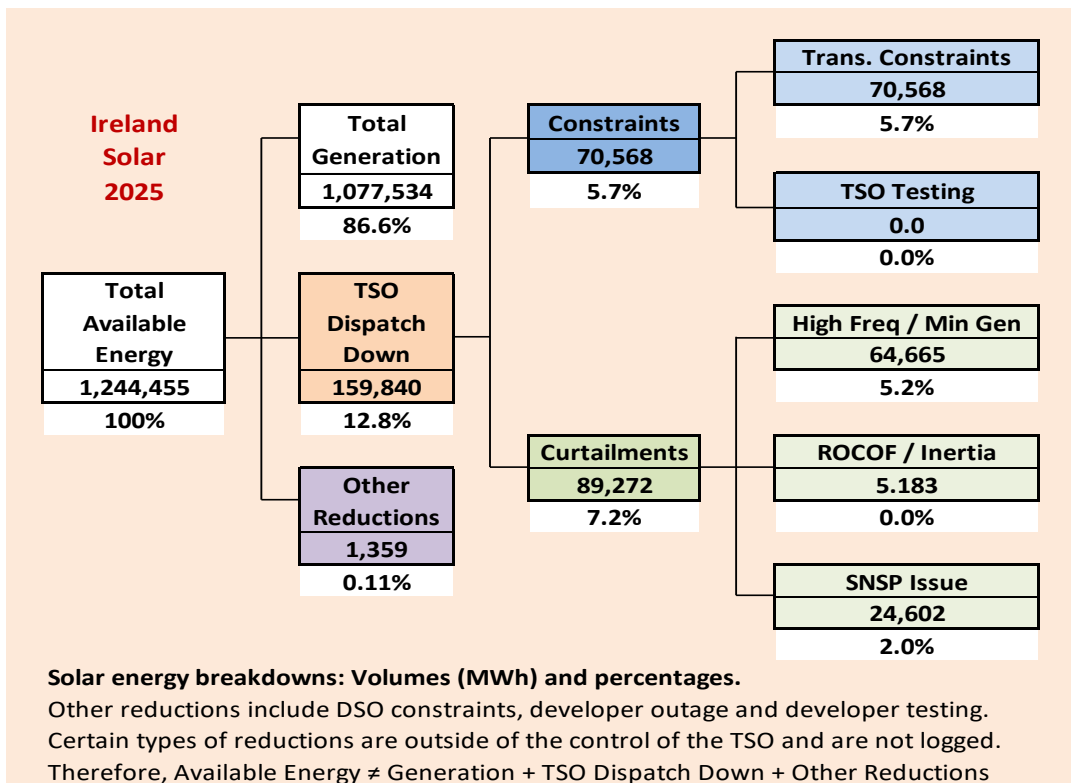 Ireland
Solar
2025
Total
Available
Energy
1,244,455
100%
Total
Generation
1,077,534
86.6%
TSO
Dispatch
Down
159,840
12.8%
Other
Reductions
1,359
0.11%
Constraints
70,568
5.7%
Curtailments
89,272
7.2%
Trans. Constraints
70,568
5.7%
TSO Testing
0.0
0.0%
High Freq / Min Gen
64,665
5.2%
ROCOF / Inertia
5.183
0.0%
SNSP Issue
24,602
2.0%
Solar energy breakdowns: Volumes (MWh) and percentages.
Other reductions include DSO constraints, developer outage and developer testing.
Certain types of reductions are outside of the control of the TSO and are not logged.
Therefore, Available Energy ≠ Generation + TSO Dispatch Down + Other Reductions